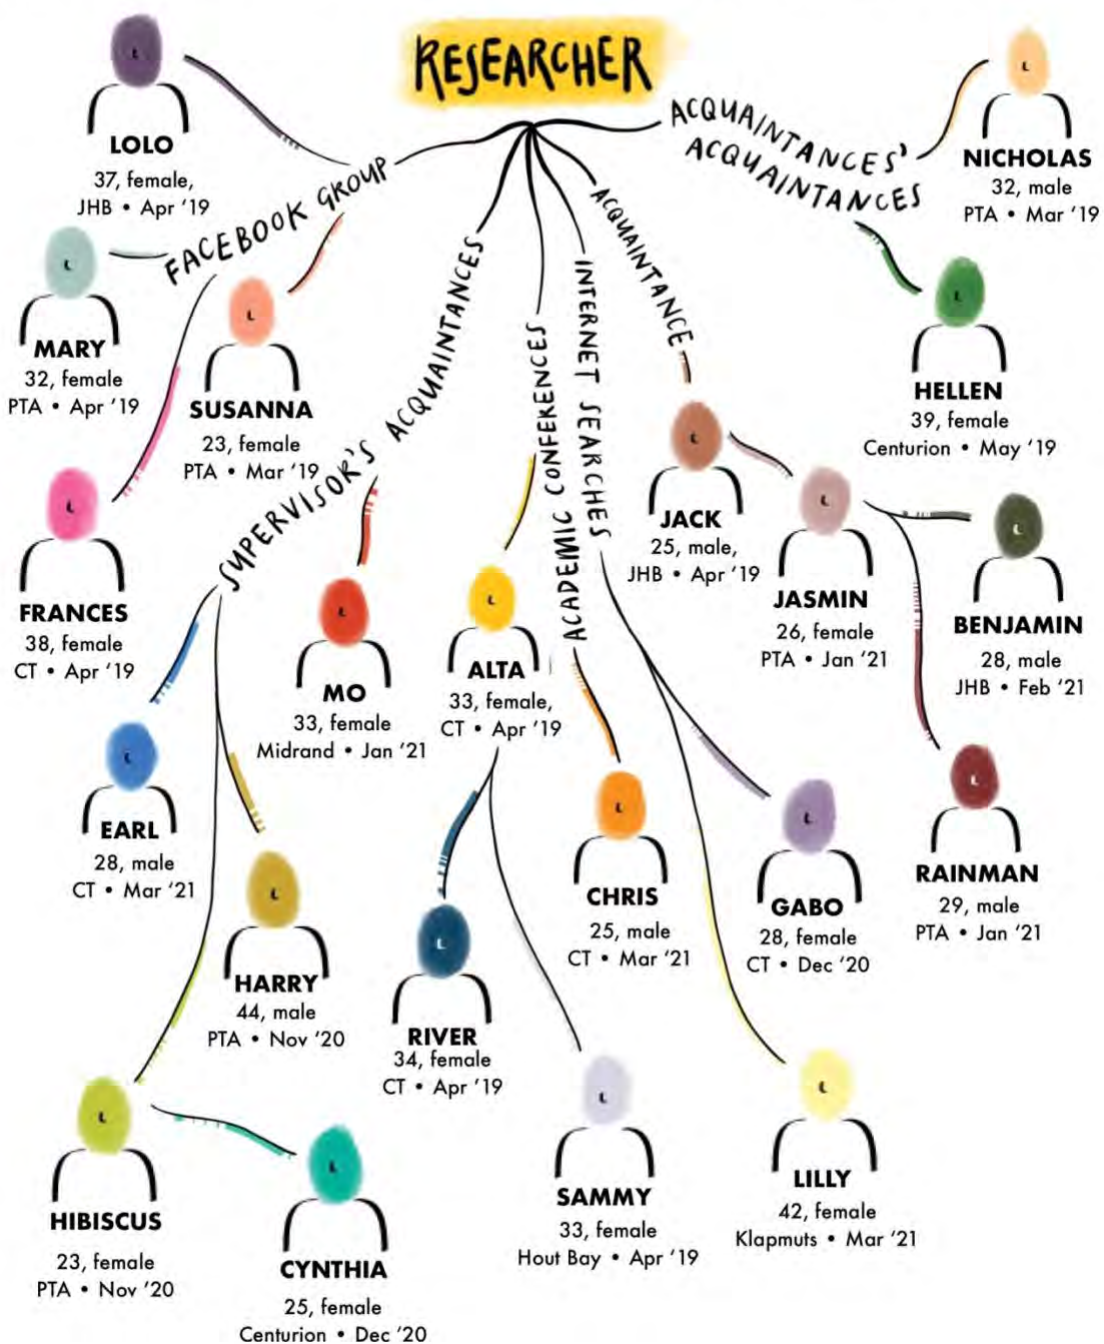 RESEARCHER
LOLO
37, female,
JHB • Apr '19
FACEBOOK GROUP
MARY
32, female
PTA • Apr '19
SUSANNA
23, female
PTA • Mar '19
FRANCES
38, female
CT • Apr '19
SUPERVISOR'S ACQUAINTANCES
MO
33, female
Midrand • Jan '21
EARL
28, male
CT • Mar '21
HARRY
44, male
PTA • Nov '20
HIBISCUS
23, female
PTA • Nov '20
CYNTHIA
25, female
Centurion • Dec '20
ACADEMIC CONFERENCES
ALTA
33, female,
CT • Apr '19
RIVER
34, female
CT • Apr '19
SAMMY
33, female
Hout Bay • Apr '19
CHRIS
25, male
CT • Mar '21
INTERNET SEARCHES
GABO
28, female
CT • Dec '20
LILLY
42, female
Klapmuts • Mar '21
ACQUAINTANCE
JACK
25, male,
JHB • Apr '19
JASMIN
26, female
PTA • Jan '21
BENJAMIN
28, male
JHB • Feb '21
RAINMAN
29, male
PTA • Jan '21
ACQUAINTANCES'
ACQUAINTANCES
NICHOLAS
32, male
PTA • Mar '19
HELLEN
39, female
Centurion • May '19